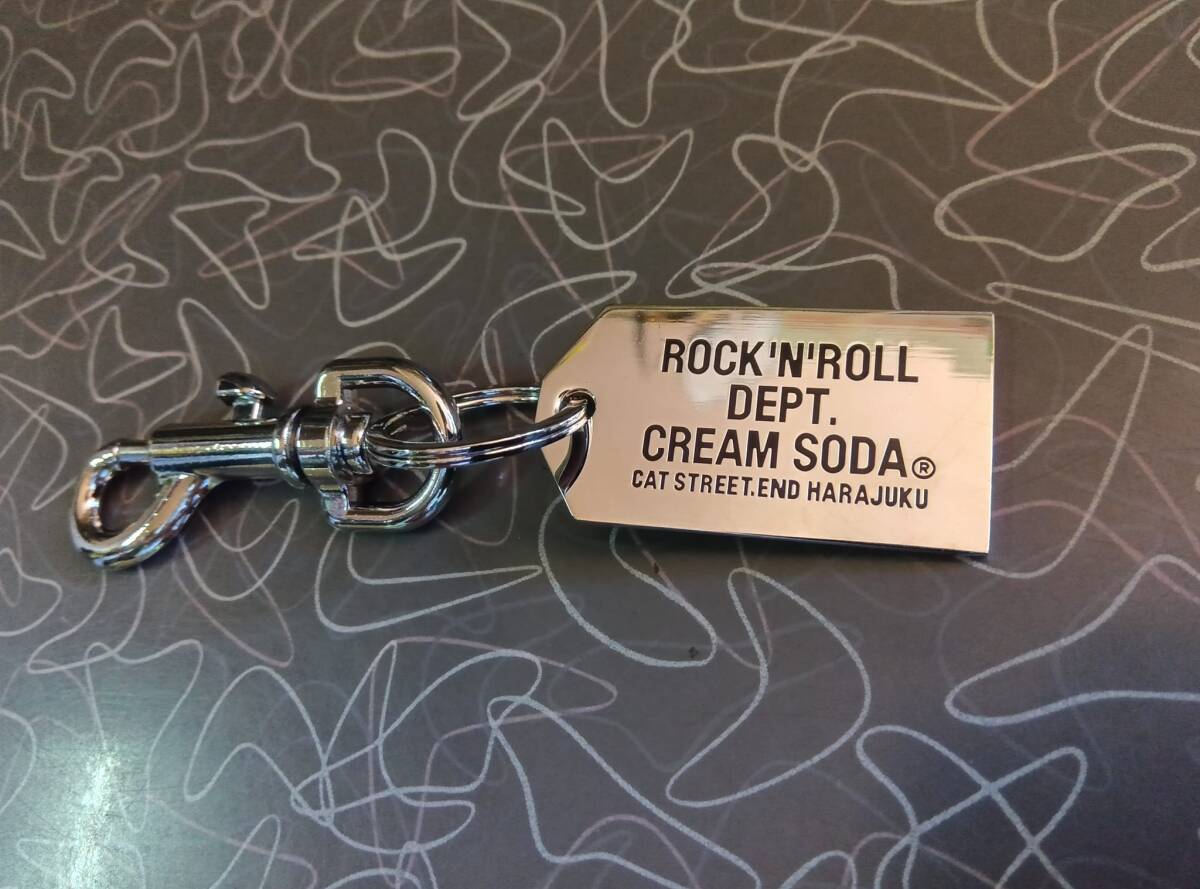 ROCK'N'ROLL
DEPT.
CREAM SODA®
CAT STREET.END HARAJUKU